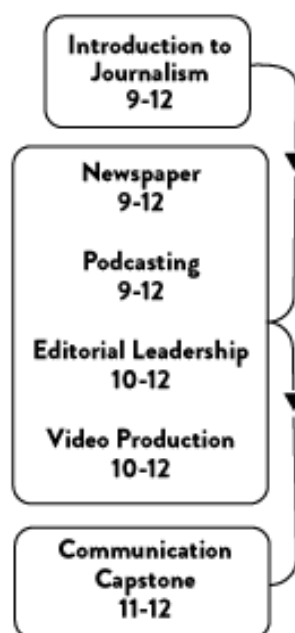 Introduction to
Journalism
9-12
Newspaper
9-12
Podcasting
9-12
Editorial Leadership
10-12
Video Production
10-12
Communication
Capstone
11-12